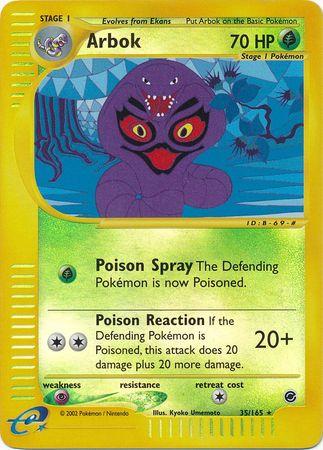 STAGE 1
Evolves from Ekans
Put Arbok on the Basic Pokémon
Arbok
70 HP
Stage 1 Pokémon
ID:B-69-#
Poison Spray The Defending
Pokémon is now Poisoned.
Poison Reaction If the
Defending Pokémon is
Poisoned, this attack does 20
damage plus 20 more damage.
20+
weakness
resistance
retreat cost
e
© 2002 Pokémon / Nintendo
Illus. Kyoko Umemoto
35/165 ★